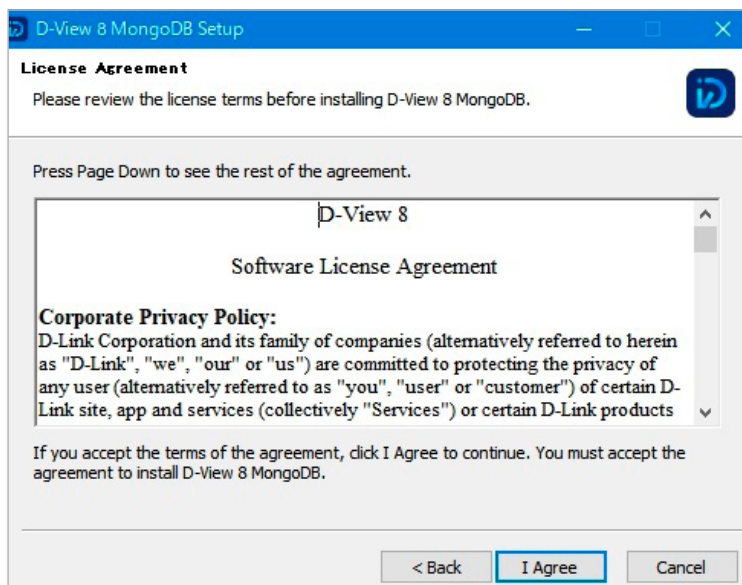 D-View 8 MongoDB Setup
License Agreement
Please review the license terms before installing D-View 8 MongoDB.
Press Page Down to see the rest of the agreement.
D-View 8
Software License Agreement
Corporate Privacy Policy:
D-Link Corporation and its family of companies (alternatively referred to herein
as "D-Link", "we", "our" or "us") are committed to protecting the privacy of
any user (alternatively referred to as "you", "user" or "customer") of certain D-
Link site, app and services (collectively "Services") or certain D-Link products
If you accept the terms of the agreement, click I Agree to continue. You must accept the
agreement to install D-View 8 MongoDB.
< Back I Agree Cancel